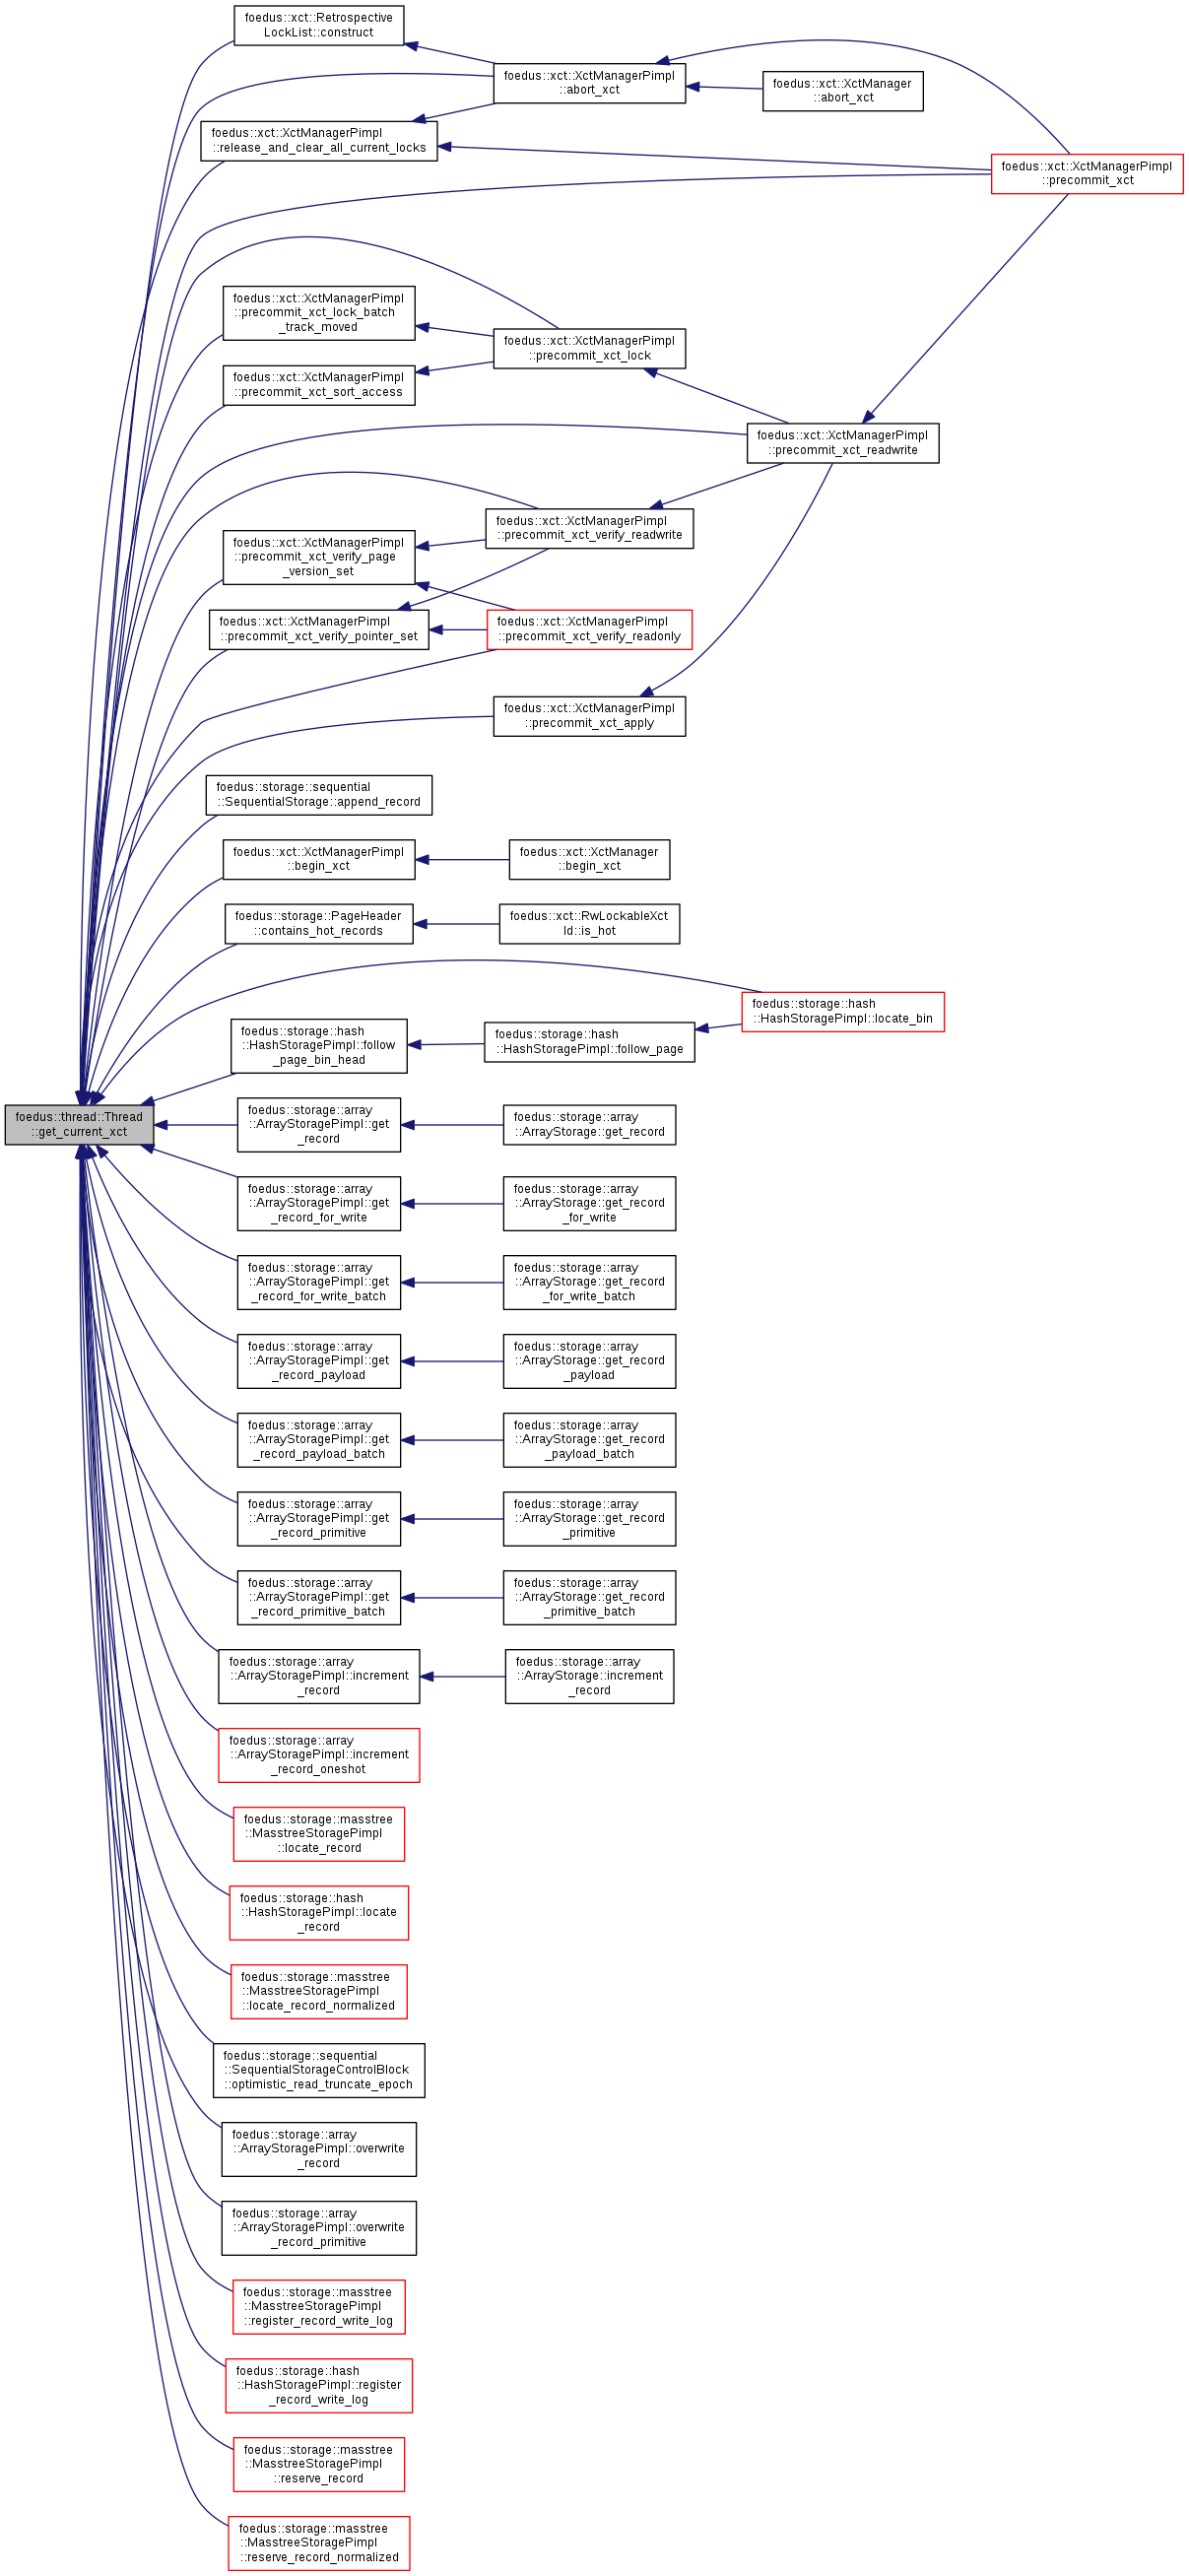 foedus::xct::Retrospective
LockList::construct
foedus::xct::XctManagerPimpl
::abort_xct
foedus::xct::XctManager
::abort_xct
foedus::xct::XctManagerPimpl
::release_and_clear_all_current_locks
foedus::xct::XctManagerPimpl
::precommit_xct
foedus::xct::XctManagerPimpl
::precommit_xct_lock_batch
_track_moved
foedus::xct::XctManagerPimpl
::precommit_xct_lock
foedus::xct::XctManagerPimpl
::precommit_xct_sort_access
foedus::xct::XctManagerPimpl
::precommit_xct_readwrite
foedus::xct::XctManagerPimpl
::precommit_xct_verify_readwrite
foedus::xct::XctManagerPimpl
::precommit_xct_verify_page
_version_set
foedus::xct::XctManagerPimpl
::precommit_xct_verify_pointer_set
foedus::xct::XctManagerPimpl
::precommit_xct_verify_readonly
foedus::xct::XctManagerPimpl
::precommit_xct_apply
foedus::storage::sequential
::SequentialStorage::append_record
foedus::xct::XctManagerPimpl
::begin_xct
foedus::xct::XctManager
::begin_xct
foedus::storage::PageHeader
::contains_hot_records
foedus::xct::RwLockableXct
Id::is_hot
foedus::storage::hash
::HashStoragePimpl::locate_bin
foedus::storage::hash
::HashStoragePimpl::follow
_page_bin_head
foedus::storage::hash
::HashStoragePimpl::follow_page
foedus::thread::Thread
::get_current_xct
foedus::storage::array
::ArrayStoragePimpl::get
_record
foedus::storage::array
::ArrayStorage::get_record
foedus::storage::array
::ArrayStoragePimpl::get
_record_for_write
foedus::storage::array
::ArrayStorage::get_record
_for_write
foedus::storage::array
::ArrayStoragePimpl::get
_record_for_write_batch
foedus::storage::array
::ArrayStorage::get_record
_for_write_batch
foedus::storage::array
::ArrayStoragePimpl::get
_record_payload
foedus::storage::array
::ArrayStorage::get_record
_payload
foedus::storage::array
::ArrayStoragePimpl::get
_record_payload_batch
foedus::storage::array
::ArrayStorage::get_record
_payload_batch
foedus::storage::array
::ArrayStoragePimpl::get
_record_primitive
foedus::storage::array
::ArrayStorage::get_record
_primitive
foedus::storage::array
::ArrayStoragePimpl::get
_record_primitive_batch
foedus::storage::array
::ArrayStorage::get_record
_primitive_batch
foedus::storage::array
::ArrayStoragePimpl::increment
_record
foedus::storage::array
::ArrayStorage::increment
_record
foedus::storage::array
::ArrayStoragePimpl::increment
_record_oneshot
foedus::storage::masstree
::MasstreeStoragePimpl
::locate_record
foedus::storage::hash
::HashStoragePimpl::locate
_record
foedus::storage::masstree
::MasstreeStoragePimpl
::locate_record_normalized
foedus::storage::sequential
::SequentialStorageControlBlock
::optimistic_read_truncate_epoch
foedus::storage::array
::ArrayStoragePimpl::overwrite
_record
foedus::storage::array
::ArrayStoragePimpl::overwrite
_record_primitive
foedus::storage::masstree
::MasstreeStoragePimpl
::register_record_write_log
foedus::storage::hash
::HashStoragePimpl::register
_record_write_log
foedus::storage::masstree
::MasstreeStoragePimpl
::reserve_record
foedus::storage::masstree
::MasstreeStoragePimpl
::reserve_record_normalized